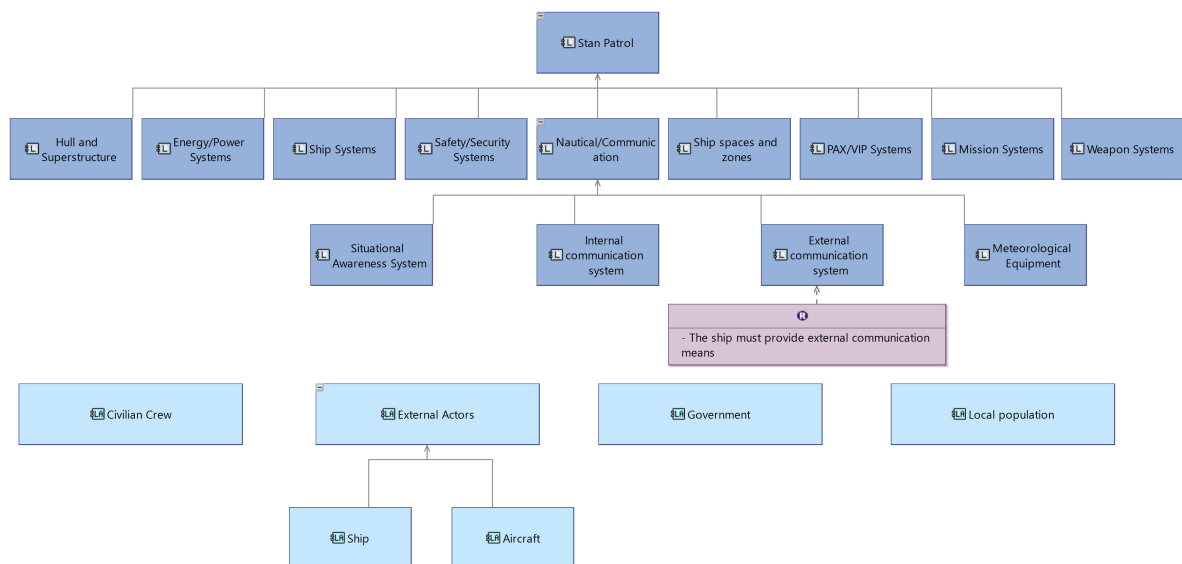 Stan Patrol
Hull and
Superstructure
Energy/Power
Systems
Ship Systems
Safety/Security
Systems
Nautical/Communic
ation
Ship spaces and
zones
PAX/VIP Systems
Mission Systems
Weapon Systems
Situational
Awareness System
Internal
communication
system
External
communication
system
Meteorological
Equipment
R
- The ship must provide external communication
means
Civilian Crew
External Actors
Government
Local population
Ship
Aircraft